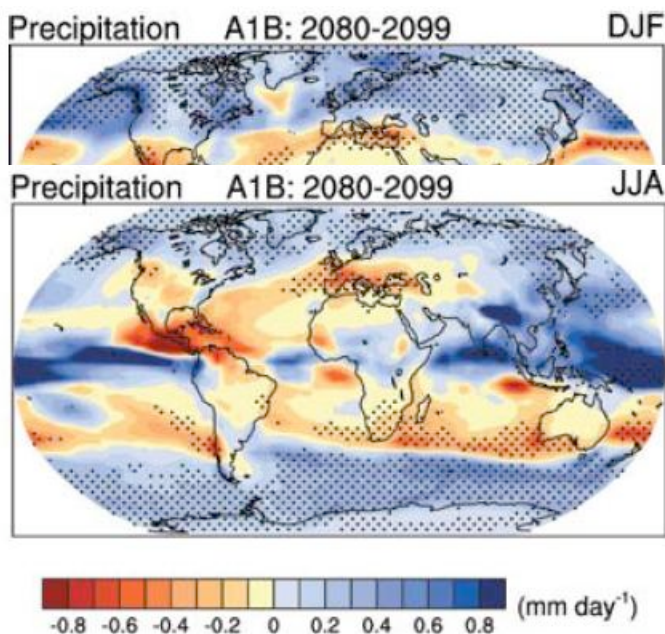 Precipitation A1B: 2080-2099 DJF
Precipitation A1B: 2080-2099 JJA
-0.8 -0.6 -0.4 -0.2 0 0.2 0.4 0.6 0.8 (mm day⁻¹)